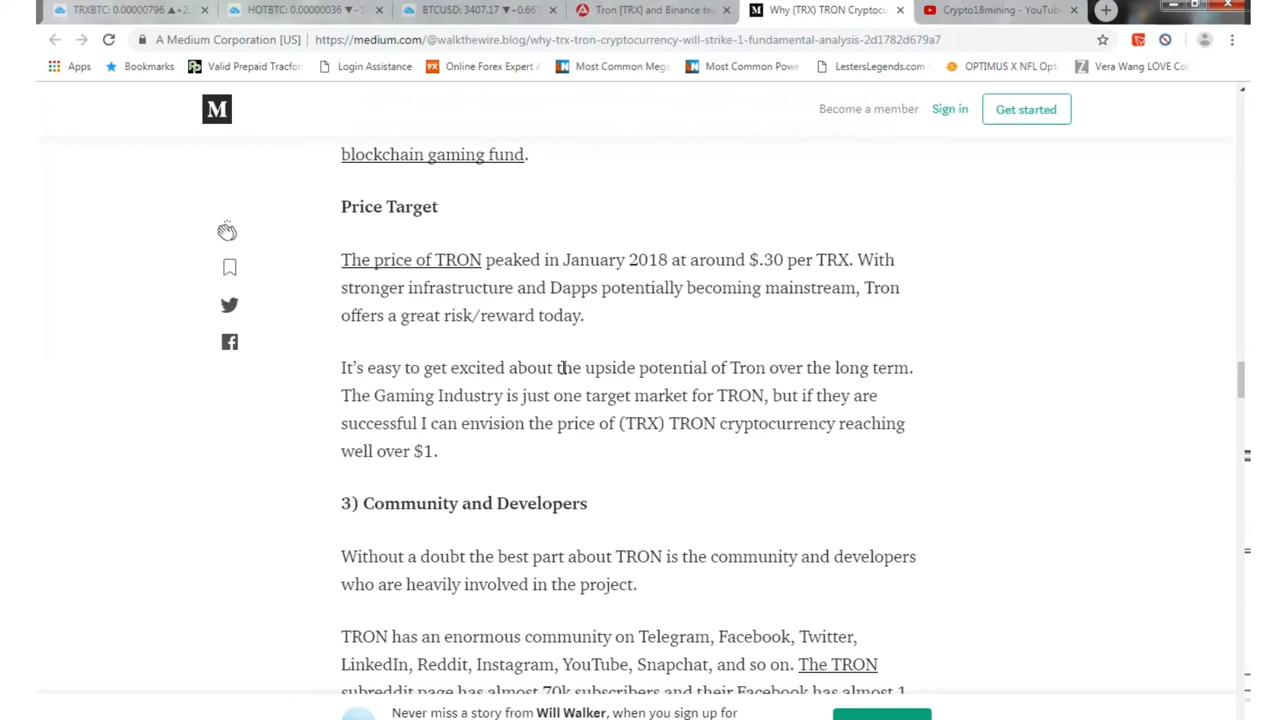 TRXBTC: 0.00000796 ▲+2. HOTBTC: 0.00000036 ▼-1 BTCUSD: 3407.17 ▼-0.66% Tron [TRX] and Binance te Why (TRX) TRON Cryptocu Crypto18mining - YouTube
A Medium Corporation [US] | https://medium.com/@walkthewire.blog/why-trx-tron-cryptocurrency-will-strike-1-fundamental-analysis-2d1782d679a7
Apps Bookmarks Valid Prepaid Tracfor Login Assistance Online Forex Expert A Most Common Mega Most Common Powe LestersLegends.com OPTIMUS X NFL Opti Vera Wang LOVE Col
M Become a member Sign in Get started
blockchain gaming fund.
Price Target
The price of TRON peaked in January 2018 at around $.30 per TRX. With
stronger infrastructure and Dapps potentially becoming mainstream, Tron
offers a great risk/reward today.
It's easy to get excited about the upside potential of Tron over the long term.
The Gaming Industry is just one target market for TRON, but if they are
successful I can envision the price of (TRX) TRON cryptocurrency reaching
well over $1.
3) Community and Developers
Without a doubt the best part about TRON is the community and developers
who are heavily involved in the project.
TRON has an enormous community on Telegram, Facebook, Twitter,
LinkedIn, Reddit, Instagram, YouTube, Snapchat, and so on. The TRON
subreddit page has almost 70k subscribers and their Facebook has almost 1
Never miss a story from Will Walker, when you sign up for